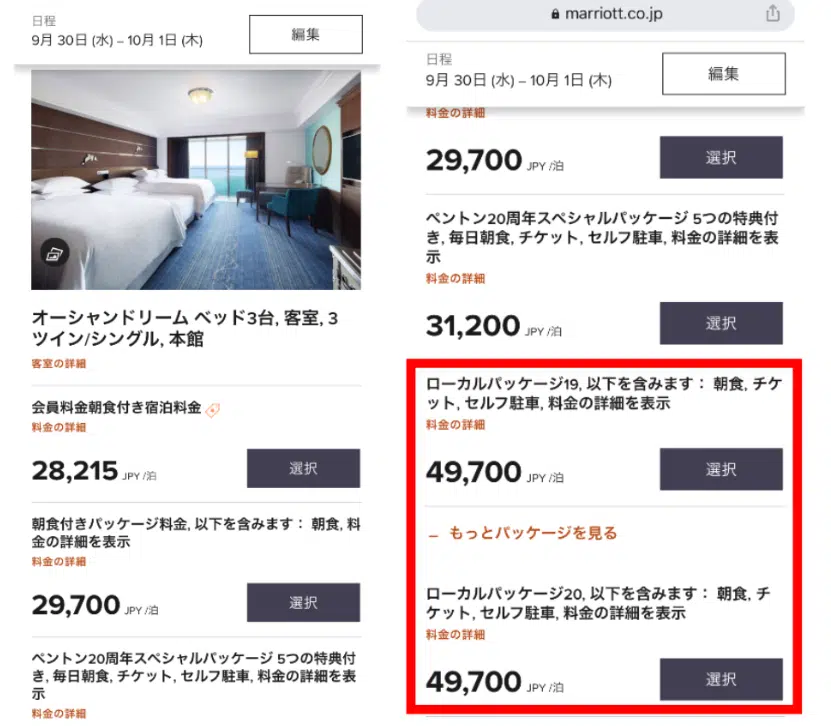 日程
9月 30日 (水) – 10月 1日 (木)
編集
オーシャンドリーム ベッド3台, 客室, 3
ツイン/シングル, 本館
客室の詳細
会員料金朝食付き宿泊料金
料金の詳細
28,215 JPY /泊
選択
朝食付きパッケージ料金, 以下を含みます： 朝食, 料
金の詳細を表示
料金の詳細
29,700 JPY /泊
選択
ペントン20周年スペシャルパッケージ 5つの特典付
き, 毎日朝食, チケット, セルフ駐車, 料金の詳細を表
示
料金の詳細
marriott.co.jp
日程
9月 30日 (水) – 10月 1日 (木)
編集
料金の詳細
29,700 JPY /泊
選択
ペントン20周年スペシャルパッケージ 5つの特典付
き, 毎日朝食, チケット, セルフ駐車, 料金の詳細を表
示
料金の詳細
31,200 JPY /泊
選択
ローカルパッケージ19, 以下を含みます： 朝食, チケ
ット, セルフ駐車, 料金の詳細を表示
料金の詳細
49,700 JPY /泊
選択
– もっとパッケージを見る
ローカルパッケージ20, 以下を含みます： 朝食, チ
ケット, セルフ駐車, 料金の詳細を表示
料金の詳細
49,700 JPY /泊
選択